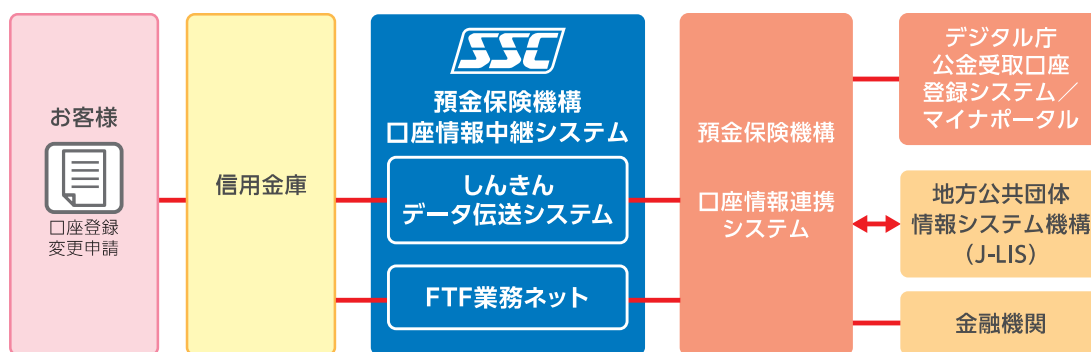 お客様
口座登録
変更申請
信用金庫
SSC
預金保険機構
口座情報中継システム
しんきん
データ伝送システム
FTF業務ネット
預金保険機構
口座情報連携
システム
デジタル庁
公金受取口座
登録システム／
マイナポータル
地方公共団体
情報システム機構
（J-LIS）
金融機関